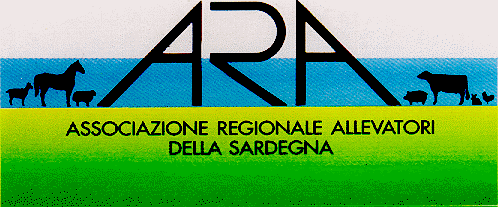 ARA
ASSOCIAZIONE REGIONALE ALLEVATORI
DELLA SARDEGNA